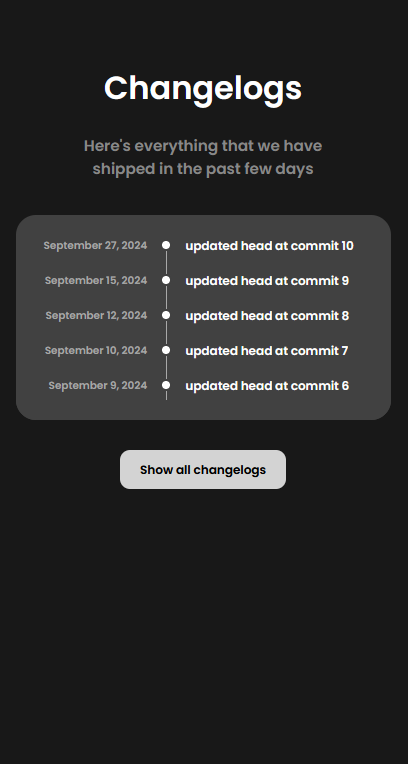 Changelogs
Here's everything that we have
shipped in the past few days
September 27, 2024 updated head at commit 10
September 15, 2024 updated head at commit 9
September 12, 2024 updated head at commit 8
September 10, 2024 updated head at commit 7
September 9, 2024 updated head at commit 6
Show all changelogs